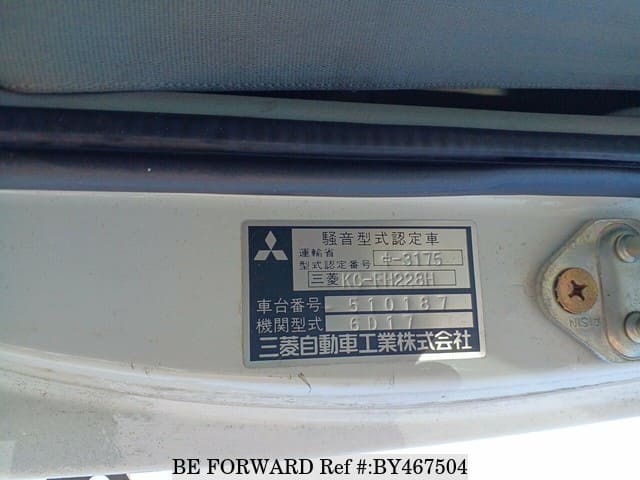 騒音型式認定車
運輸省
型式認定番号 中-3175
三菱 KC-FH228H
車台番号 510187
機関型式 6D17
三菱自動車工業株式会社
NISIN
BE FORWARD Ref #:BY467504